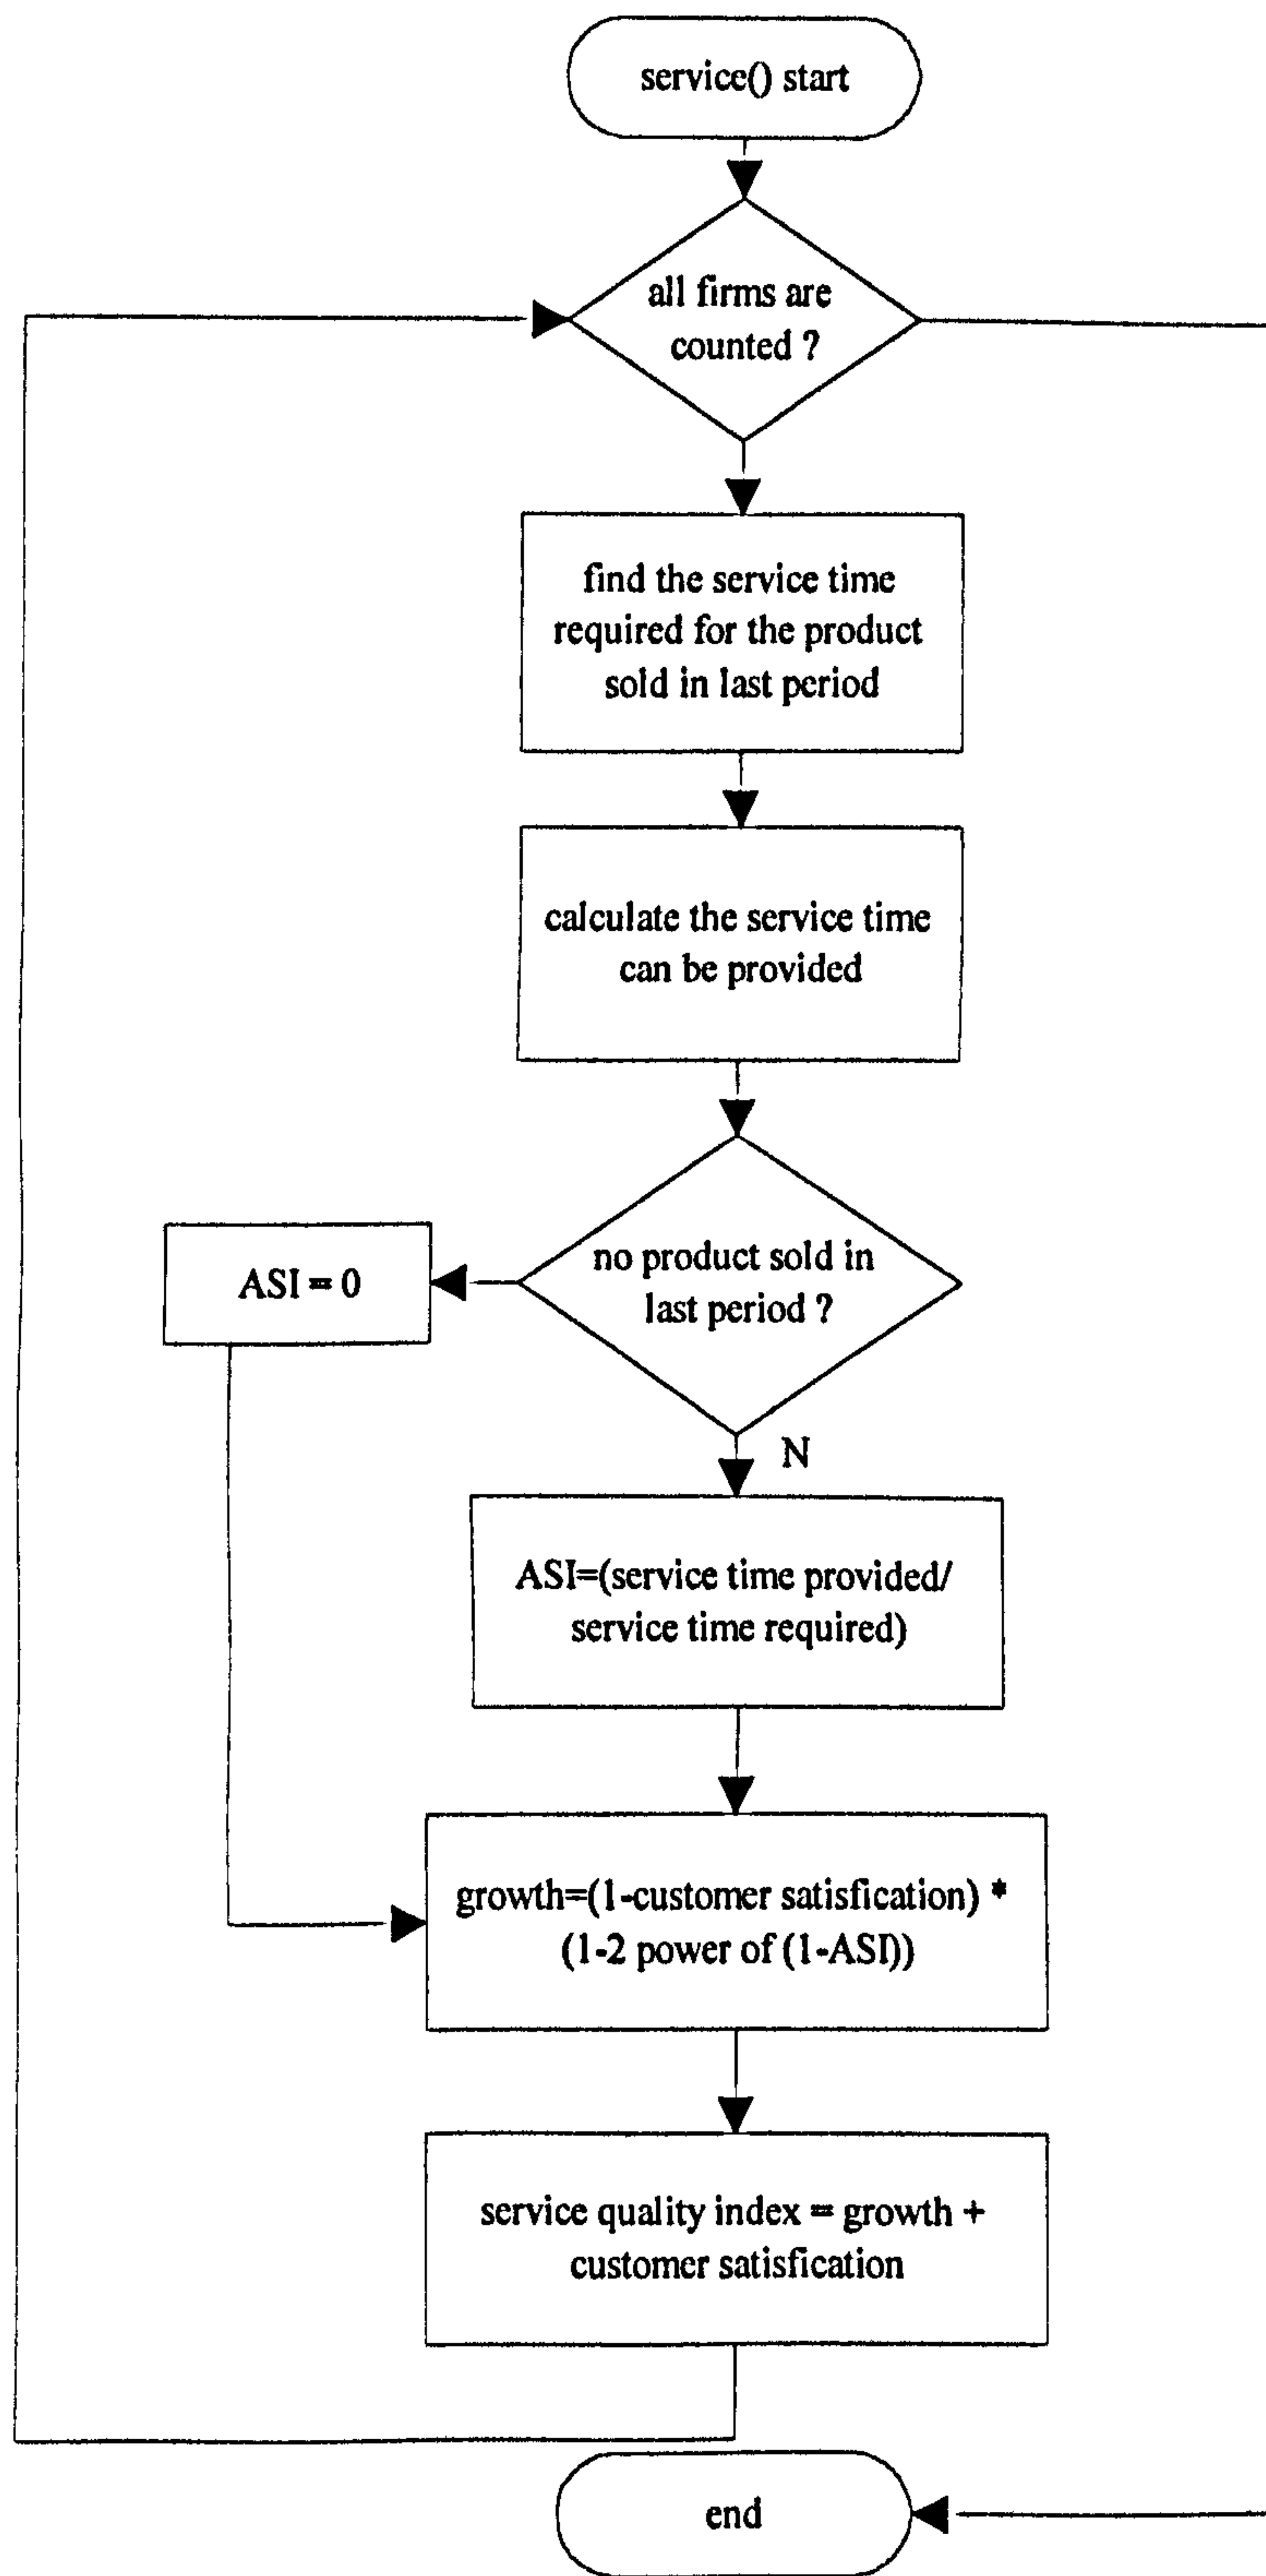 service() start
all firms are
counted ?
find the service time
required for the product
sold in last period
calculate the service time
can be provided
no product sold in
last period ?
ASI = 0
N
ASI=(service time provided/
service time required)
growth=(1-customer satisfication) *
(1-2 power of (1-ASI))
service quality index = growth +
customer satisfication
end